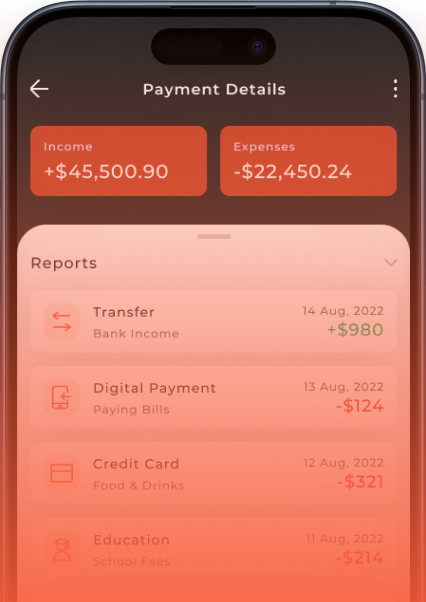 Payment Details
Income
+$45,500.90
Expenses
-$22,450.24
Reports
Transfer
14 Aug, 2022
Bank Income
+$980
Digital Payment
13 Aug, 2022
Paying Bills
-$124
Credit Card
12 Aug, 2022
Food & Drinks
-$321
Education
11 Aug, 2022
School Fees
-$214